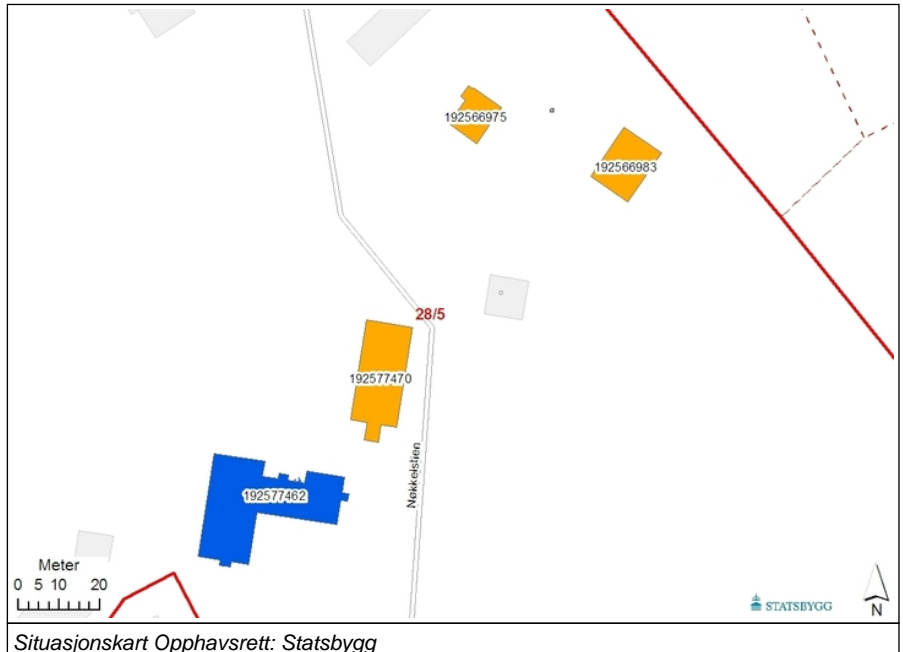 192566975
192566983
28/5
192577470
Nøkkelstien
192577462
Meter
0 5 10 20
STATSBYGG
N
Situasjonskart Opphavsrett: Statsbygg